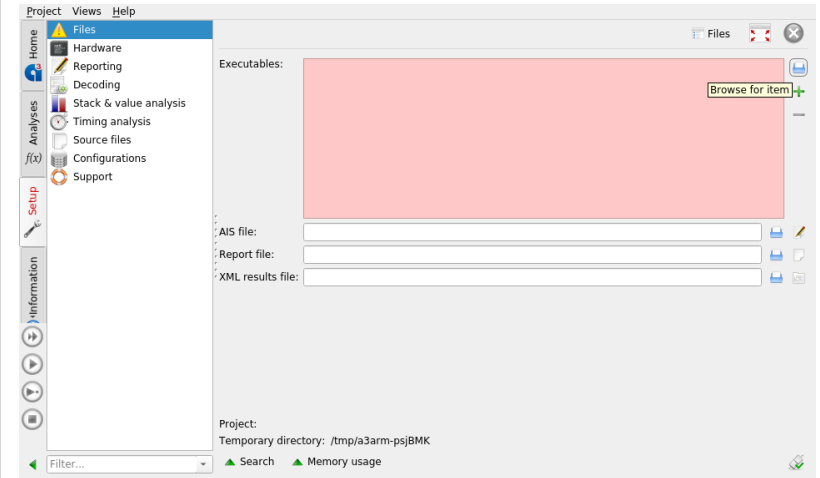 Project Views Help
Home
Analyses
f(x)
Setup
Information
Files
Hardware
Reporting
Decoding
Stack & value analysis
Timing analysis
Source files
Configurations
Support
Filter...
Files
Executables:
Browse for item
AIS file:
Report file:
XML results file:
Project:
Temporary directory: /tmp/a3arm-psjBMK
Search Memory usage